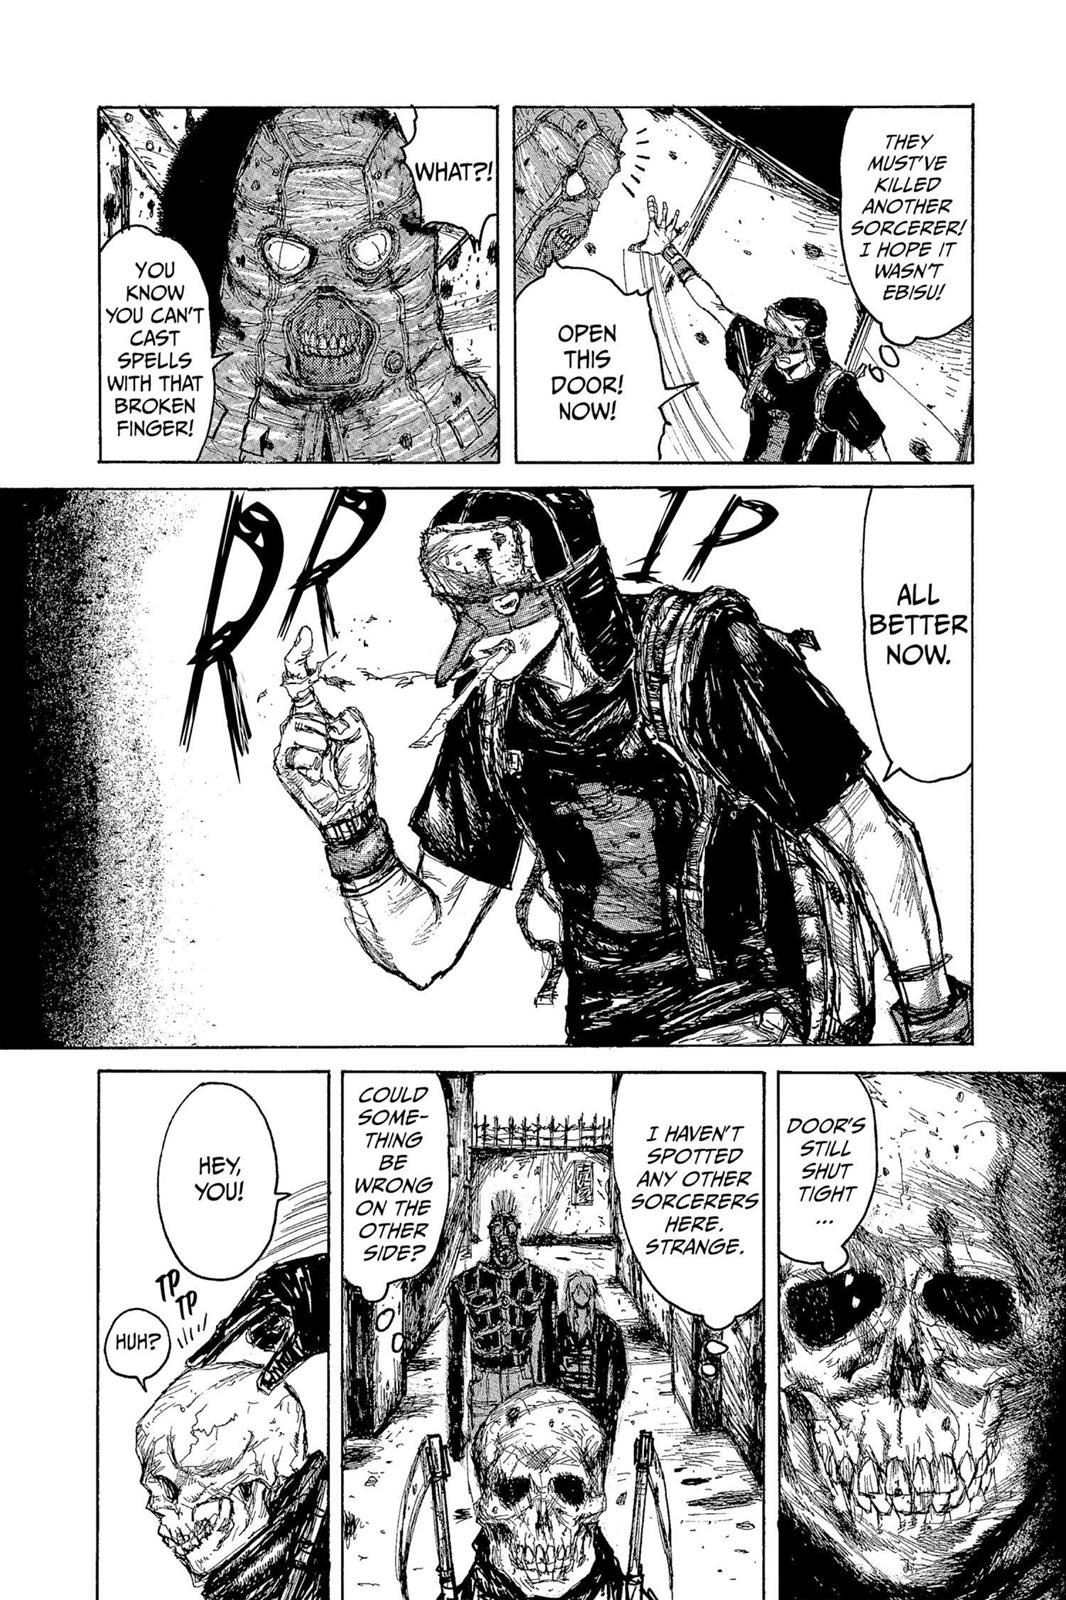 THEY
MUST'VE
KILLED
ANOTHER
SORCERER!
I HOPE IT
WASN'T
EBISU!
OPEN
THIS
DOOR!
NOW!
WHAT?!
YOU
KNOW
YOU CAN'T
CAST
SPELLS
WITH THAT
BROKEN
FINGER!
RRIP
ALL
BETTER
NOW.
DOOR'S
STILL
SHUT
TIGHT
...
I HAVEN'T
SPOTTED
ANY OTHER
SORCERERS
HERE.
STRANGE.
COULD
SOME-
THING
BE
WRONG
ON THE
OTHER
SIDE?
HEY,
YOU!
TP
TP
HUH?